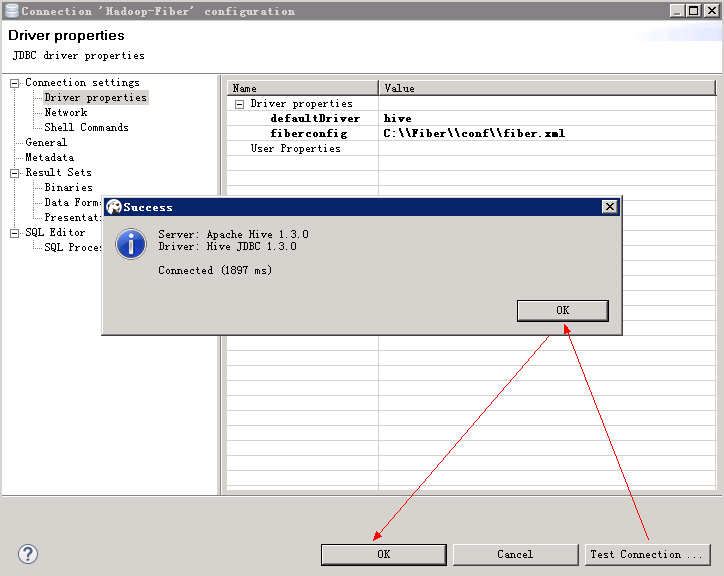 Connection 'Hadoop-Fiber' configuration
Driver properties
JDBC driver properties
Connection settings
Driver properties
Network
Shell Commands
General
Metadata
Result Sets
Binaries
Data Forma
Presentati
SQL Editor
SQL Proces
Name Value
Driver properties
defaultDriver hive
fiberconfig C:\\Fiber\\conf\\fiber.xml
User Properties
Success
Server: Apache Hive 1.3.0
Driver: Hive JDBC 1.3.0
Connected (1897 ms)
OK
OK Cancel Test Connection ...